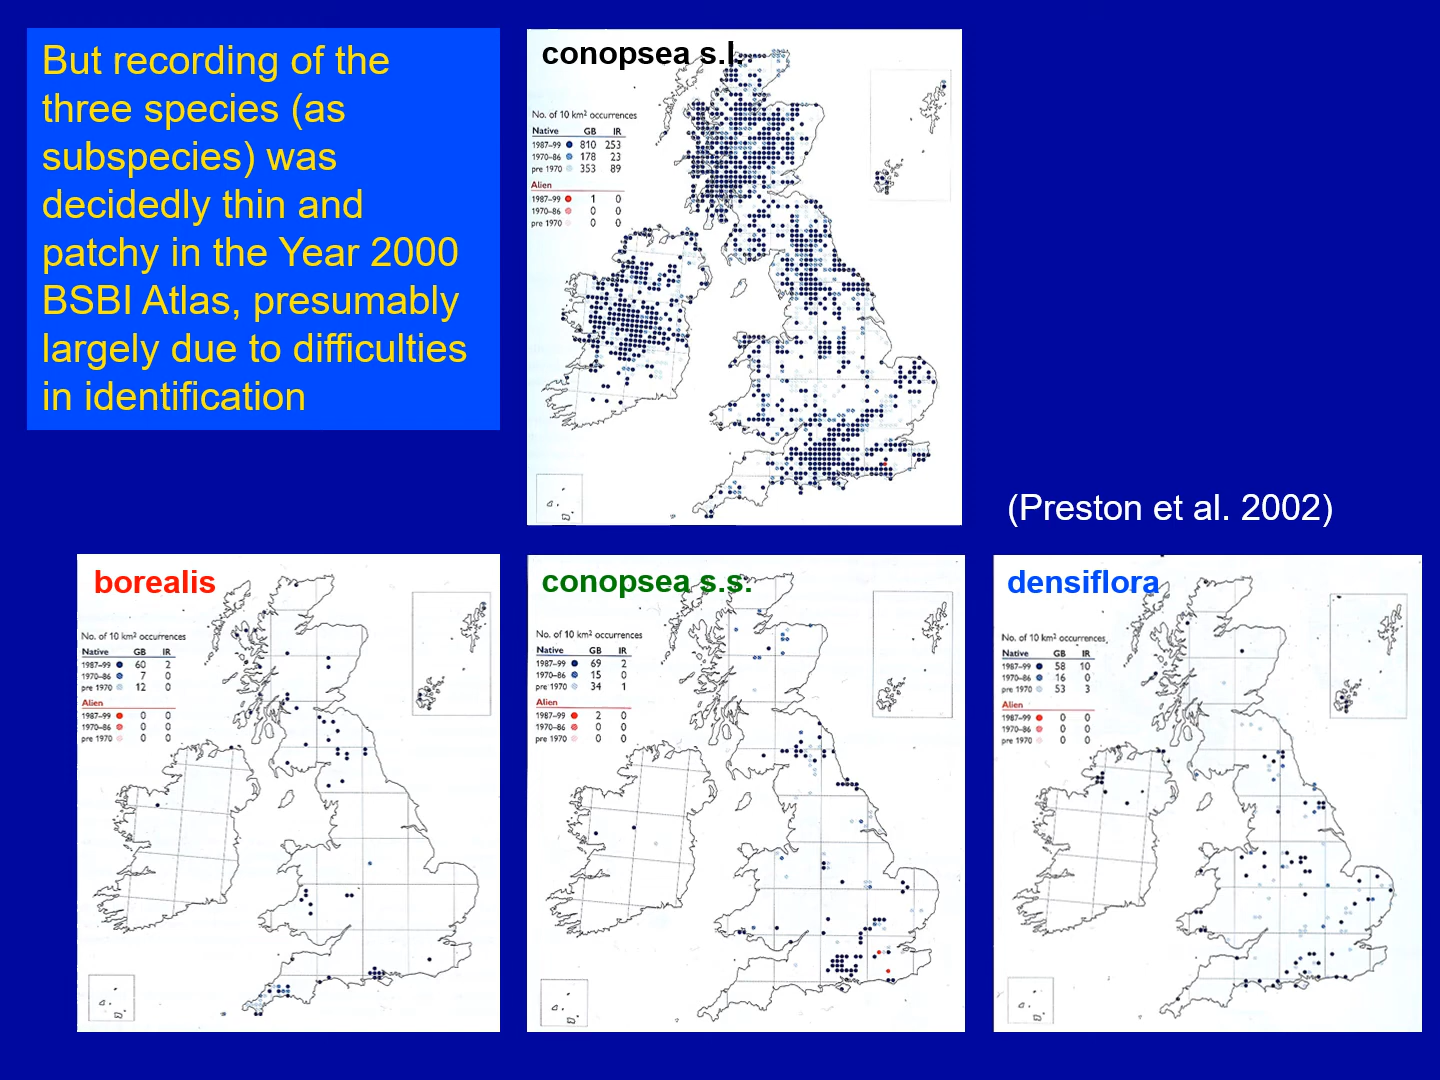 But recording of the
three species (as
subspecies) was
decidedly thin and
patchy in the Year 2000
BSBI Atlas, presumably
largely due to difficulties
in identification
conopsea s.l.
No. of 10 km² occurrences
Native GB IR
1987–99 810 253
1970–86 178 23
pre 1970 353 89
Alien
1987–99 1 0
1970–86 0 0
pre 1970 0 0
(Preston et al. 2002)
borealis
No. of 10 km² occurrences
Native GB IR
1987–99 60 2
1970–86 7 0
pre 1970 12 0
Alien
1987–99 0 0
1970–86 0 0
pre 1970 0 0
conopsea s.s.
No. of 10 km² occurrences
Native GB IR
1987–99 69 2
1970–86 15 0
pre 1970 34 1
Alien
1987–99 2 0
1970–86 0 0
pre 1970 0 0
densiflora
No. of 10 km² occurrences
Native GB IR
1987–99 58 10
1970–86 16 0
pre 1970 53 3
Alien
1987–99 0 0
1970–86 0 0
pre 1970 0 0